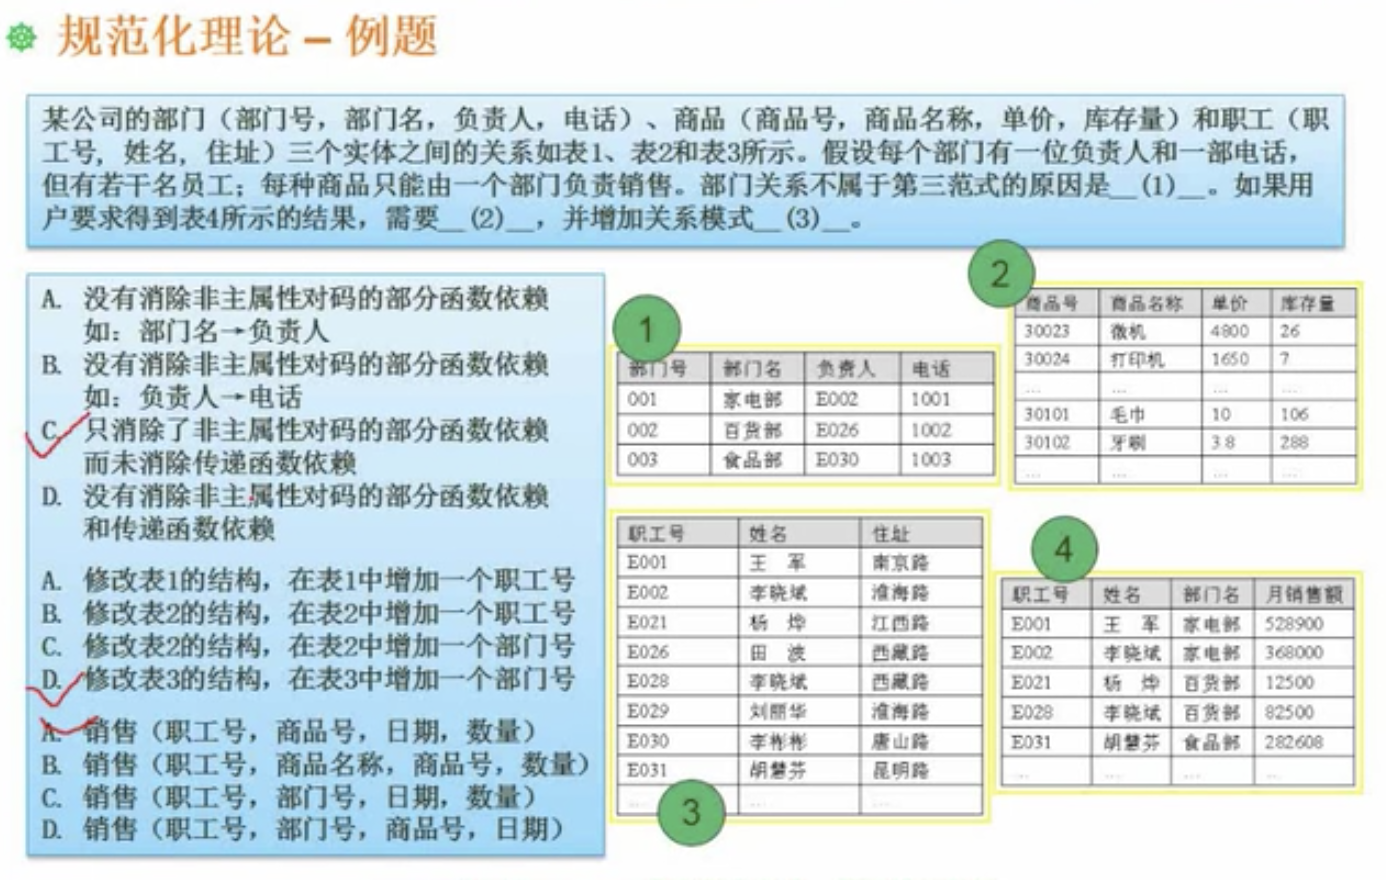 规范化理论 – 例题
某公司的部门（部门号，部门名，负责人，电话）、商品（商品号，商品名称，单价，库存量）和职工（职
工号，姓名，住址）三个实体之间的关系如表1、表2和表3所示。假设每个部门有一位负责人和一部电话，
但有若干名员工；每种商品只能由一个部门负责销售。部门关系不属于第三范式的原因是__(1)__。如果用
户要求得到表4所示的结果，需要__(2)__，并增加关系模式__(3)__。
A. 没有消除非主属性对码的部分函数依赖
如：部门名→负责人
B. 没有消除非主属性对码的部分函数依赖
如：负责人→电话
C. 只消除了非主属性对码的部分函数依赖
而未消除传递函数依赖
D. 没有消除非主属性对码的部分函数依赖
和传递函数依赖
A. 修改表1的结构，在表1中增加一个职工号
B. 修改表2的结构，在表2中增加一个职工号
C. 修改表2的结构，在表2中增加一个部门号
D. 修改表3的结构，在表3中增加一个部门号
A. 销售（职工号，商品号，日期，数量）
B. 销售（职工号，商品名称，商品号，数量）
C. 销售（职工号，部门号，日期，数量）
D. 销售（职工号，部门号，商品号，日期）
1
部门号 部门名 负责人 电话
001 家电部 E002 1001
002 百货部 E026 1002
003 食品部 E030 1003
2
商品号 商品名称 单价 库存量
30023 微机 4800 26
30024 打印机 1650 7
... ... ... ...
30101 毛巾 10 106
30102 牙刷 3.8 288
... ... ... ...
职工号 姓名 住址
E001 王 军 南京路
E002 李晓斌 淮海路
E021 杨 烨 江西路
E026 田 波 西藏路
E028 李晓斌 西藏路
E029 刘丽华 淮海路
E030 李彬彬 唐山路
E031 胡慧芬 昆明路
... ... ...
3
4
职工号 姓名 部门名 月销售额
E001 王 军 家电部 528900
E002 李晓斌 家电部 368000
E021 杨 烨 百货部 12500
E028 李晓斌 百货部 82500
E031 胡慧芬 食品部 282608
... ... ... ...